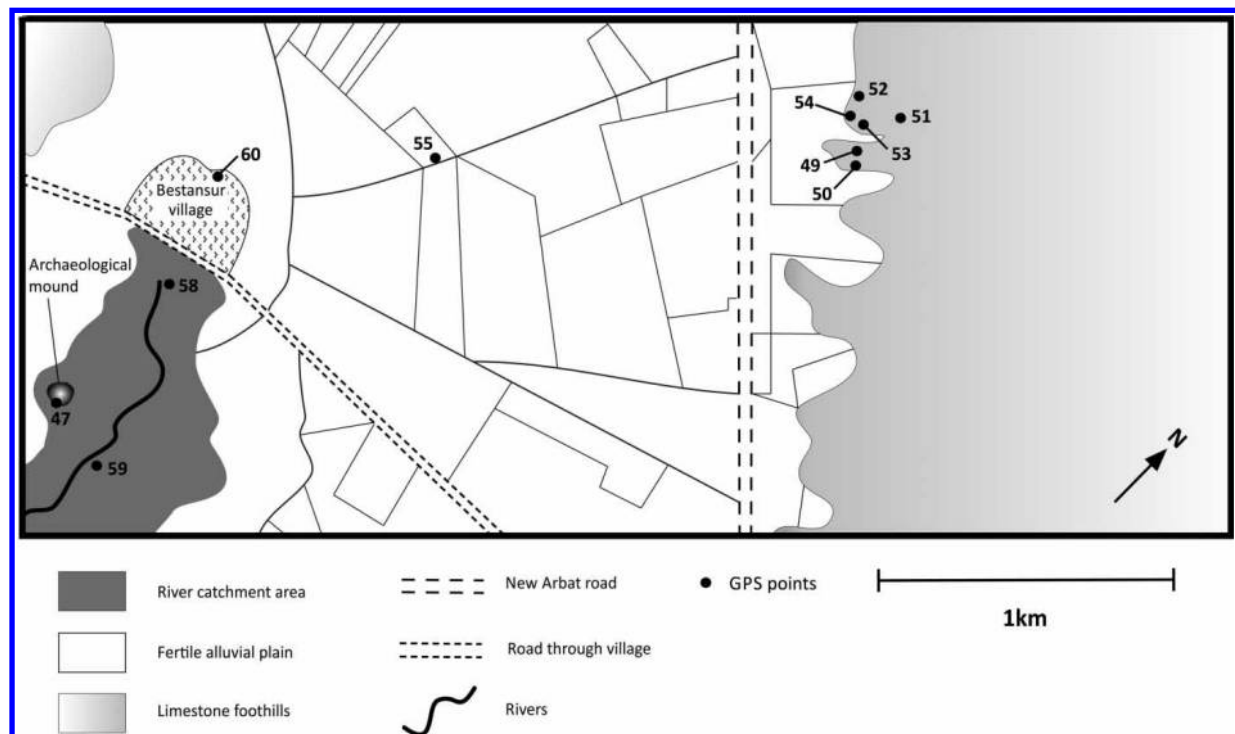 52
54
51
53
55
49
60
50
Bestansur
village
Archaeological
mound
58
47
59
N
River catchment area
New Arbat road
GPS points
1km
Fertile alluvial plain
Road through village
Limestone foothills
Rivers